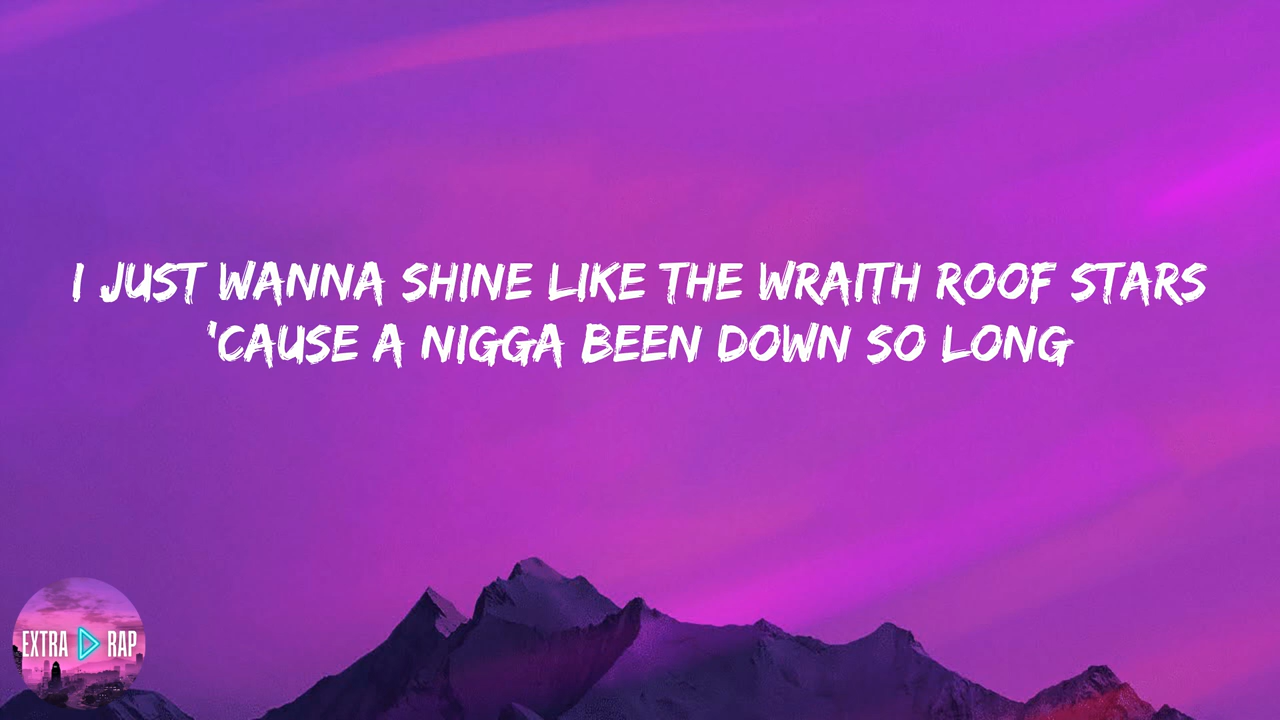 I JUST WANNA SHINE LIKE THE WRAITH ROOF STARS
'CAUSE A NIGGA BEEN DOWN SO LONG
EXTRA RAP